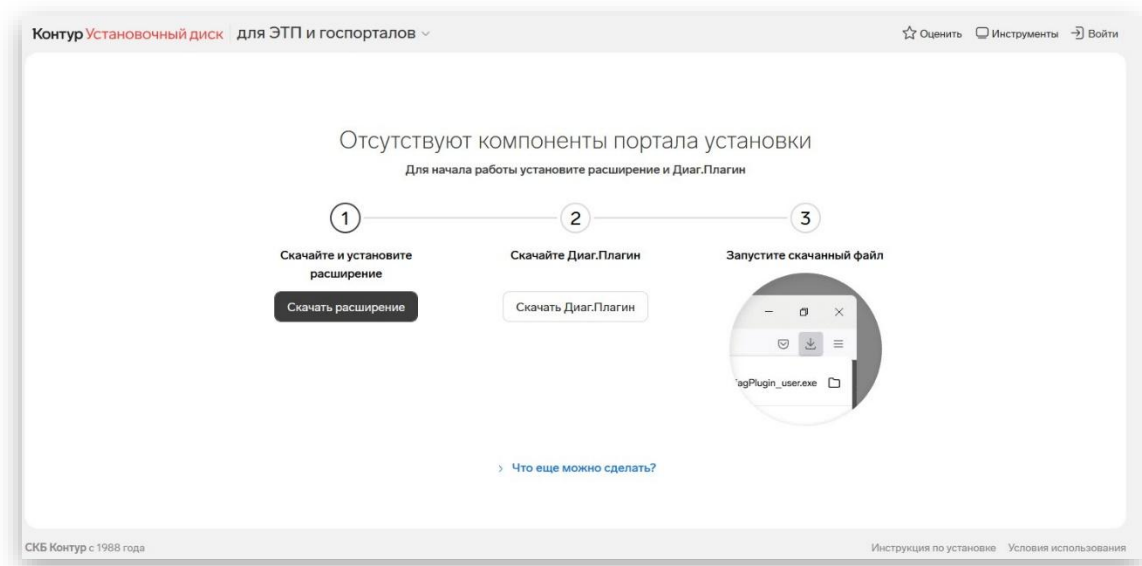 Контур Установочный диск для ЭТП и госпорталов
Оценить Инструменты Войти
Отсутствуют компоненты портала установки
Для начала работы установите расширение и Диаг.Плагин
1 2 3
Скачайте и установите расширение
Скачайте Диаг.Плагин
Запустите скачанный файл
Скачать расширение
Скачать Диаг.Плагин
agPlugin_user.exe
Что еще можно сделать?
СКБ Контур с 1988 года
Инструкция по установке Условия использования